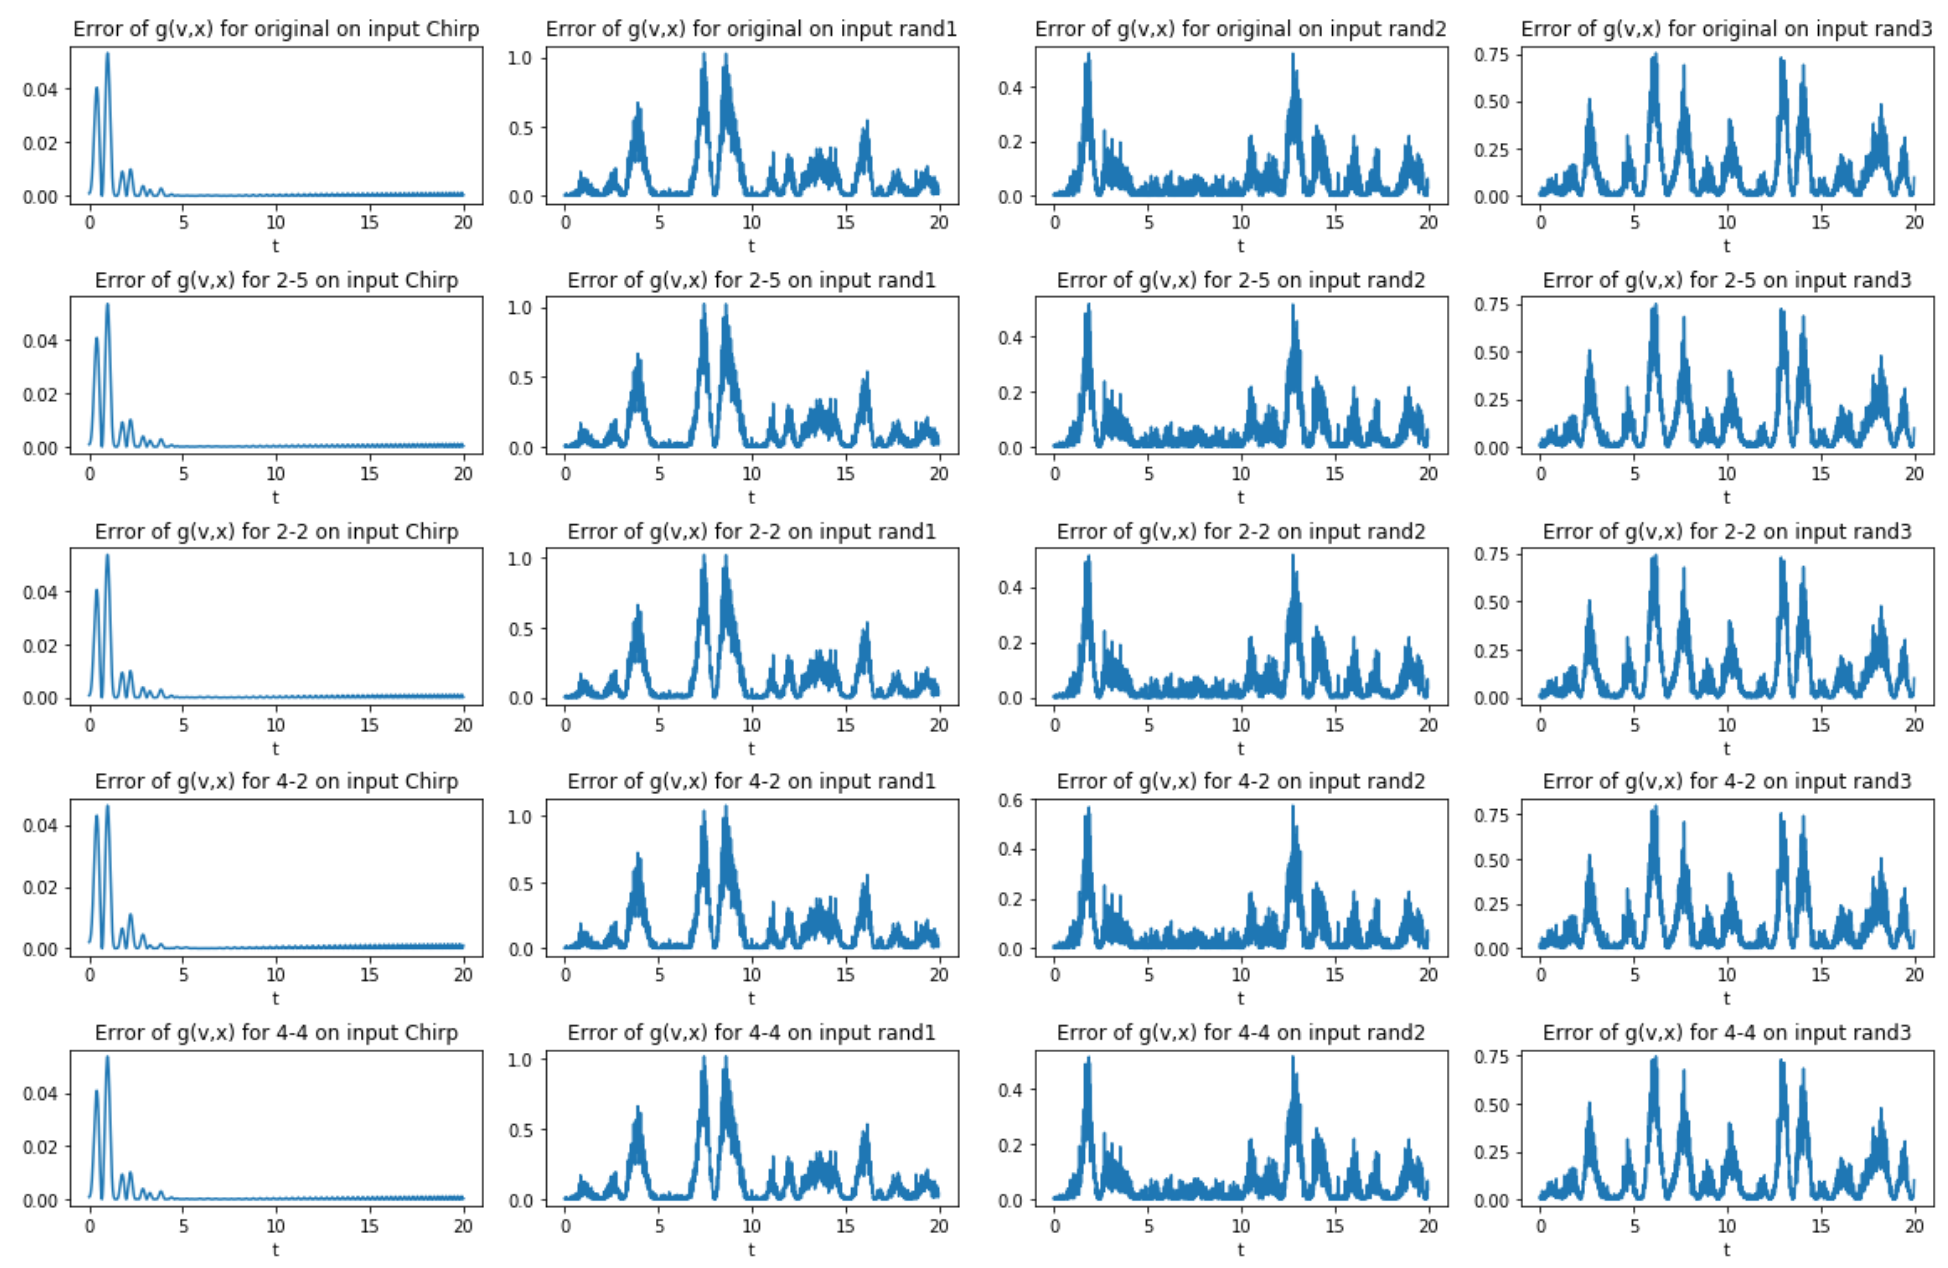 Error of g(v,x) for original on input Chirp
0.04
0.02
0.00
0 5 10 15 20
t
Error of g(v,x) for original on input rand1
1.0
0.5
0.0
0 5 10 15 20
t
Error of g(v,x) for original on input rand2
0.4
0.2
0.0
0 5 10 15 20
t
Error of g(v,x) for original on input rand3
0.75
0.50
0.25
0.00
0 5 10 15 20
t
Error of g(v,x) for 2-5 on input Chirp
0.04
0.02
0.00
0 5 10 15 20
t
Error of g(v,x) for 2-5 on input rand1
1.0
0.5
0.0
0 5 10 15 20
t
Error of g(v,x) for 2-5 on input rand2
0.4
0.2
0.0
0 5 10 15 20
t
Error of g(v,x) for 2-5 on input rand3
0.75
0.50
0.25
0.00
0 5 10 15 20
t
Error of g(v,x) for 2-2 on input Chirp
0.04
0.02
0.00
0 5 10 15 20
t
Error of g(v,x) for 2-2 on input rand1
1.0
0.5
0.0
0 5 10 15 20
t
Error of g(v,x) for 2-2 on input rand2
0.4
0.2
0.0
0 5 10 15 20
t
Error of g(v,x) for 2-2 on input rand3
0.75
0.50
0.25
0.00
0 5 10 15 20
t
Error of g(v,x) for 4-2 on input Chirp
0.04
0.02
0.00
0 5 10 15 20
t
Error of g(v,x) for 4-2 on input rand1
1.0
0.5
0.0
0 5 10 15 20
t
Error of g(v,x) for 4-2 on input rand2
0.6
0.4
0.2
0.0
0 5 10 15 20
t
Error of g(v,x) for 4-2 on input rand3
0.75
0.50
0.25
0.00
0 5 10 15 20
t
Error of g(v,x) for 4-4 on input Chirp
0.04
0.02
0.00
0 5 10 15 20
t
Error of g(v,x) for 4-4 on input rand1
1.0
0.5
0.0
0 5 10 15 20
t
Error of g(v,x) for 4-4 on input rand2
0.4
0.2
0.0
0 5 10 15 20
t
Error of g(v,x) for 4-4 on input rand3
0.75
0.50
0.25
0.00
0 5 10 15 20
t